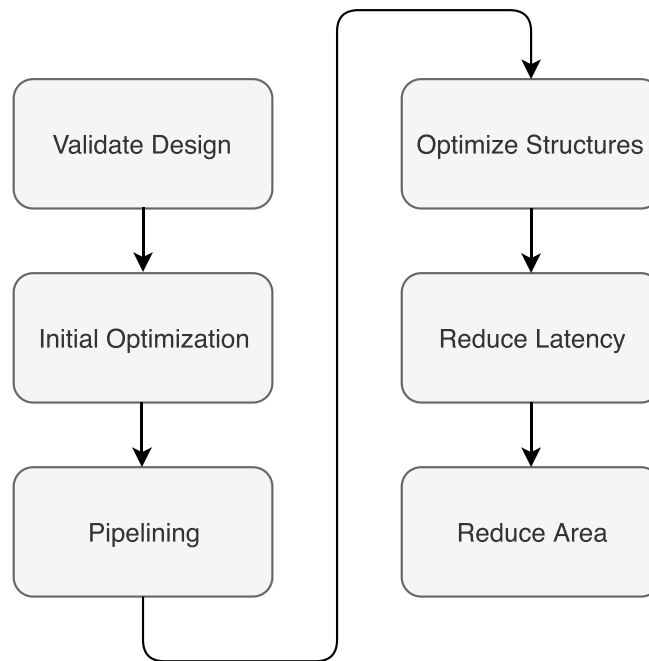 Validate Design
Initial Optimization
Pipelining
Optimize Structures
Reduce Latency
Reduce Area